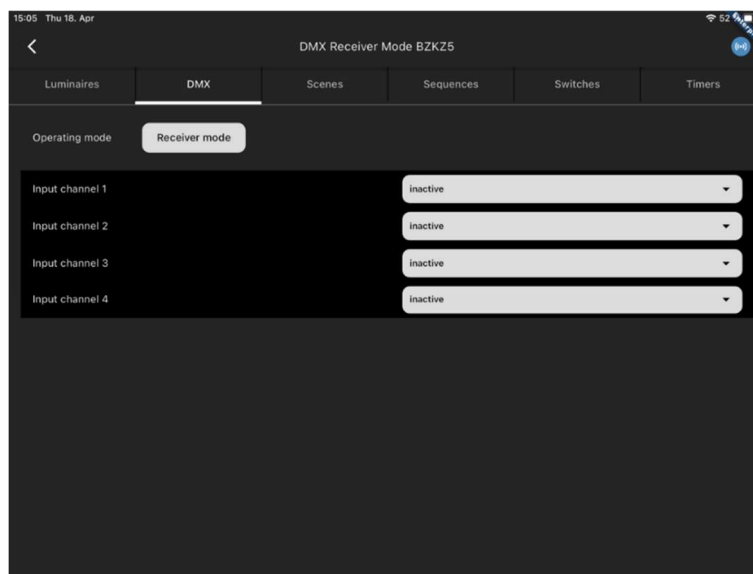 15:05 Thu 18. Apr 52
DMX Receiver Mode BZKZ5
Luminaires DMX Scenes Sequences Switches Timers
Operating mode Receiver mode
Input channel 1 inactive
Input channel 2 inactive
Input channel 3 inactive
Input channel 4 inactive